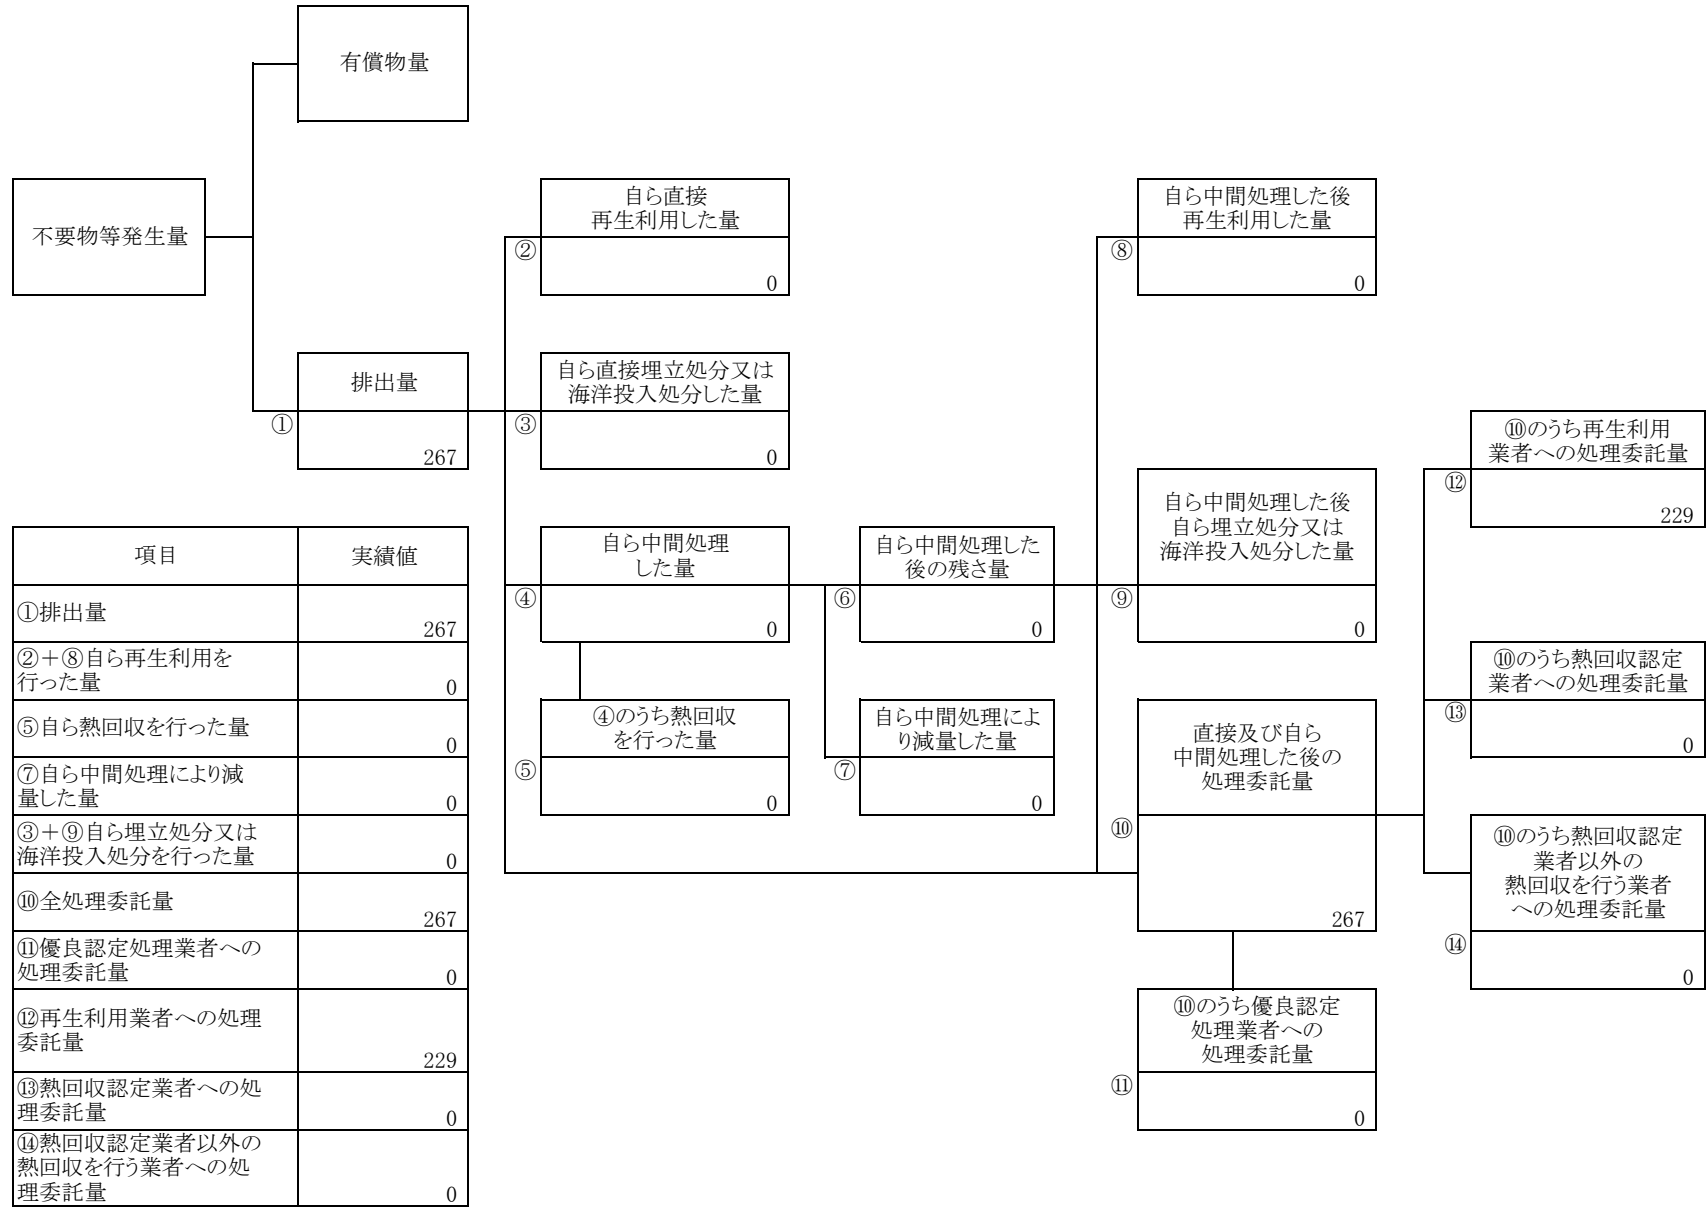 有償物量
不要物等発生量
自ら直接
再生利用した量
②
0
自ら中間処理した後
再生利用した量
⑧
0
排出量
①
267
自ら直接埋立処分又は
海洋投入処分した量
③
0
⑩のうち再生利用
業者への処理委託量
⑫
229
自ら中間処理した後
自ら埋立処分又は
海洋投入処分した量
⑨
0
自ら中間処理
した量
④
0
自ら中間処理した
後の残さ量
⑥
0
⑩のうち熱回収認定
業者への処理委託量
⑬
0
④のうち熱回収
を行った量
⑤
0
自ら中間処理によ
り減量した量
⑦
0
直接及び自ら
中間処理した後の
処理委託量
⑩
267
⑩のうち熱回収認定
業者以外の
熱回収を行う業者
への処理委託量
⑭
0
⑩のうち優良認定
処理業者への
処理委託量
⑪
0
項目 実績値
①排出量
267
②＋⑧自ら再生利用を
行った量
0
⑤自ら熱回収を行った量
0
⑦自ら中間処理により減
量した量
0
③＋⑨自ら埋立処分又は
海洋投入処分を行った量
0
⑩全処理委託量
267
⑪優良認定処理業者への
処理委託量
0
⑫再生利用業者への処理
委託量
229
⑬熱回収認定業者への処
理委託量
0
⑭熱回収認定業者以外の
熱回収を行う業者への処
理委託量
0